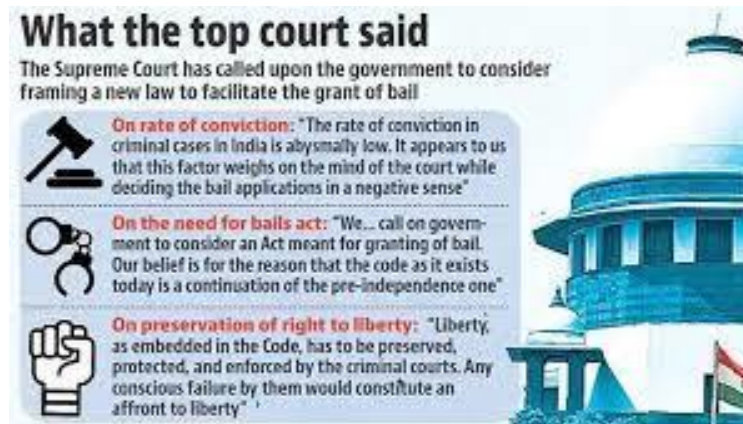 What the top court said
The Supreme Court has called upon the government to consider
framing a new law to facilitate the grant of bail
On rate of conviction: "The rate of conviction in
criminal cases in India is abysmally low. It appears to us
that this factor weighs on the mind of the court while
deciding the bail applications in a negative sense"
On the need for bails act: "We... call on govern-
ment to consider an Act meant for granting of bail.
Our belief is for the reason that the code as it exists
today is a continuation of the pre-independence one"
On preservation of right to liberty: "Liberty,
as embedded in the Code, has to be preserved,
protected, and enforced by the criminal courts. Any
conscious failure by them would constitute an
affront to liberty"